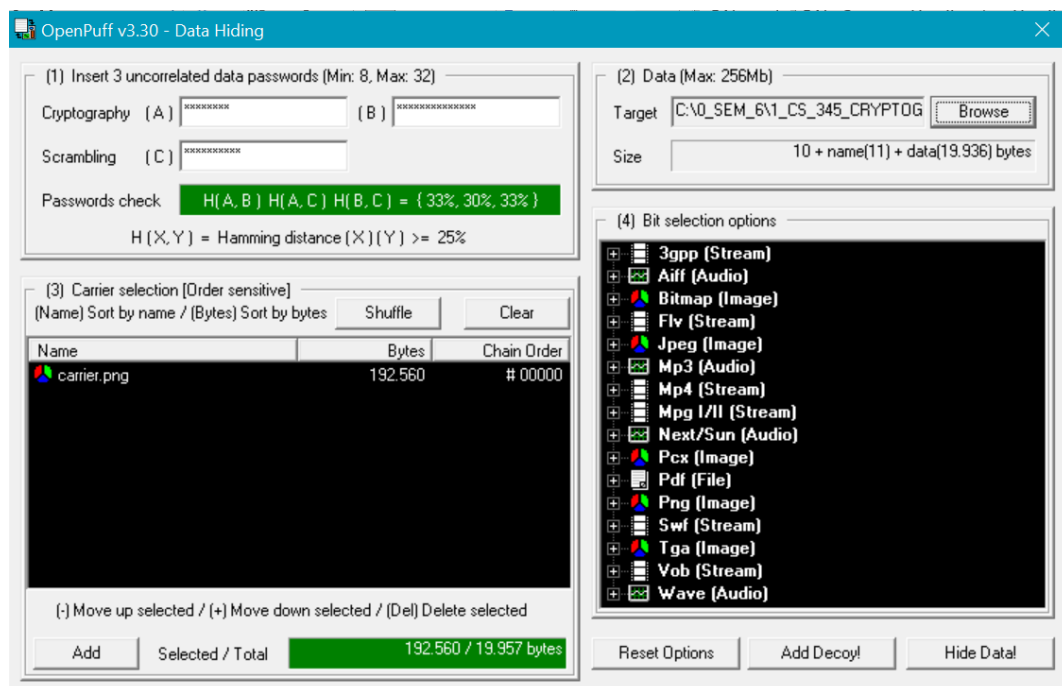 OpenPuff v3.30 - Data Hiding
(1) Insert 3 uncorrelated data passwords (Min: 8, Max: 32)
Cryptography (A) ******** (B) **************
Scrambling (C) **********
Passwords check H(A, B) H(A, C) H(B, C) = { 33%, 30%, 33% }
H (X, Y) = Hamming distance (X)(Y) >= 25%
(2) Data (Max: 256Mb)
Target C:\0_SEM_6\1_CS_345_CRYPTOG Browse
Size 10 + name(11) + data(19.936) bytes
(3) Carrier selection [Order sensitive]
(Name) Sort by name / (Bytes) Sort by bytes Shuffle Clear
Name Bytes Chain Order
carrier.png 192.560 # 00000
(-) Move up selected / (+) Move down selected / (Del) Delete selected
Add Selected / Total 192.560 / 19.957 bytes
(4) Bit selection options
3gpp (Stream)
Aiff (Audio)
Bitmap (Image)
Flv (Stream)
Jpeg (Image)
Mp3 (Audio)
Mp4 (Stream)
Mpg I/II (Stream)
Next/Sun (Audio)
Pcx (Image)
Pdf (File)
Png (Image)
Swf (Stream)
Tga (Image)
Vob (Stream)
Wave (Audio)
Reset Options Add Decoy! Hide Data!